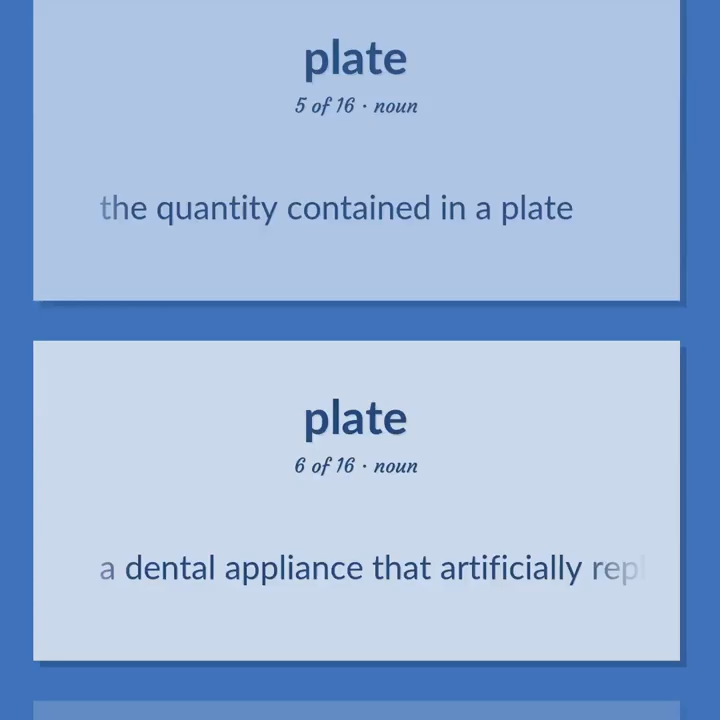 plate
5 of 16 · noun
the quantity contained in a plate
plate
6 of 16 · noun
a dental appliance that artificially